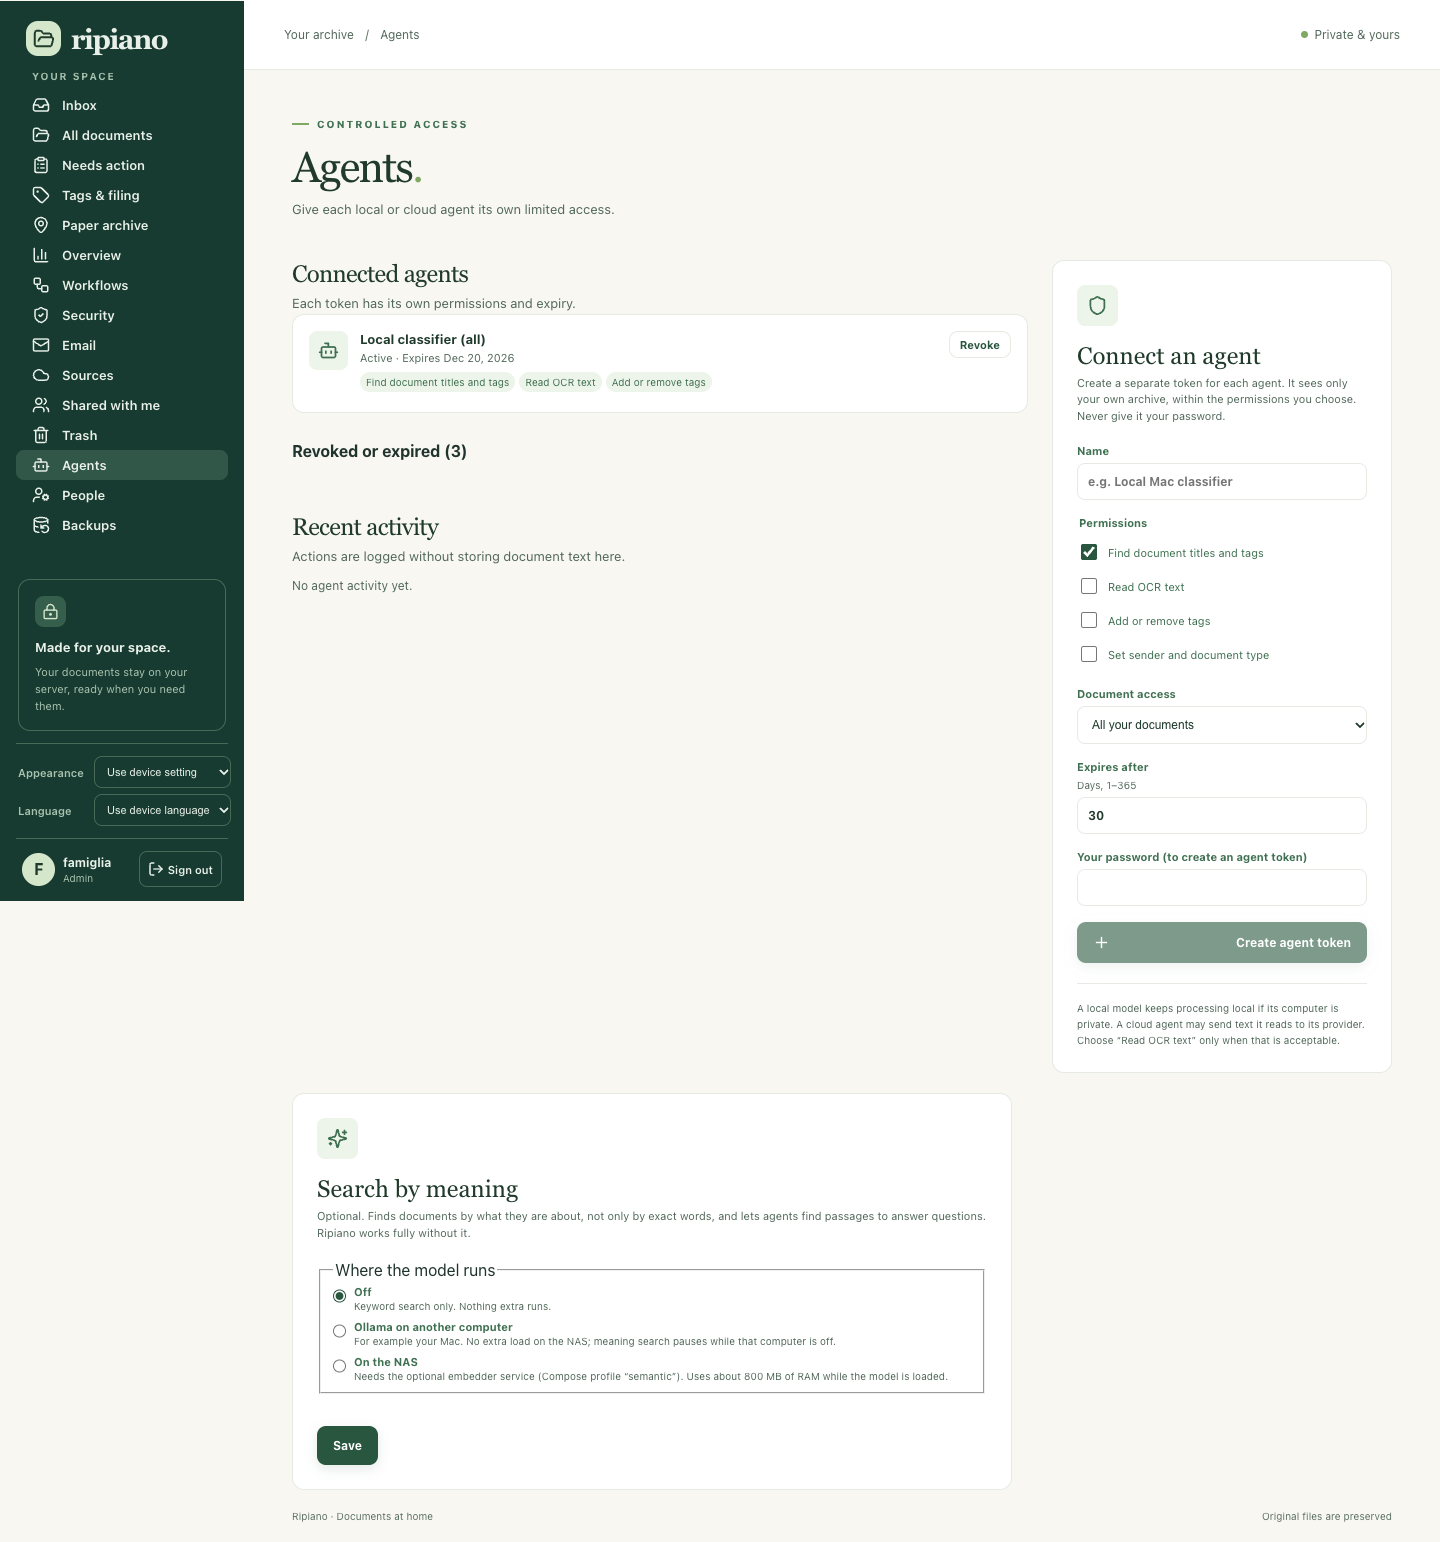 ripiano
YOUR SPACE
Inbox
All documents
Needs action
Tags & filing
Paper archive
Overview
Workflows
Security
Email
Sources
Shared with me
Trash
Agents
People
Backups
Made for your space.
Your documents stay on your
server, ready when you need
them.
Appearance Use device setting
Language Use device language
F famiglia
Admin
Sign out
Your archive / Agents
Private & yours
CONTROLLED ACCESS
Agents.
Give each local or cloud agent its own limited access.
Connected agents
Each token has its own permissions and expiry.
Local classifier (all)
Active · Expires Dec 20, 2026
Find document titles and tags Read OCR text Add or remove tags
Revoke
Revoked or expired (3)
Recent activity
Actions are logged without storing document text here.
No agent activity yet.
Connect an agent
Create a separate token for each agent. It sees only
your own archive, within the permissions you choose.
Never give it your password.
Name
e.g. Local Mac classifier
Permissions
Find document titles and tags
Read OCR text
Add or remove tags
Set sender and document type
Document access
All your documents
Expires after
Days, 1–365
30
Your password (to create an agent token)
Create agent token
A local model keeps processing local if its computer is
private. A cloud agent may send text it reads to its provider.
Choose “Read OCR text” only when that is acceptable.
Search by meaning
Optional. Finds documents by what they are about, not only by exact words, and lets agents find passages to answer questions.
Ripiano works fully without it.
Where the model runs
Off
Keyword search only. Nothing extra runs.
Ollama on another computer
For example your Mac. No extra load on the NAS; meaning search pauses while that computer is off.
On the NAS
Needs the optional embedder service (Compose profile “semantic”). Uses about 800 MB of RAM while the model is loaded.
Save
Ripiano · Documents at home
Original files are preserved